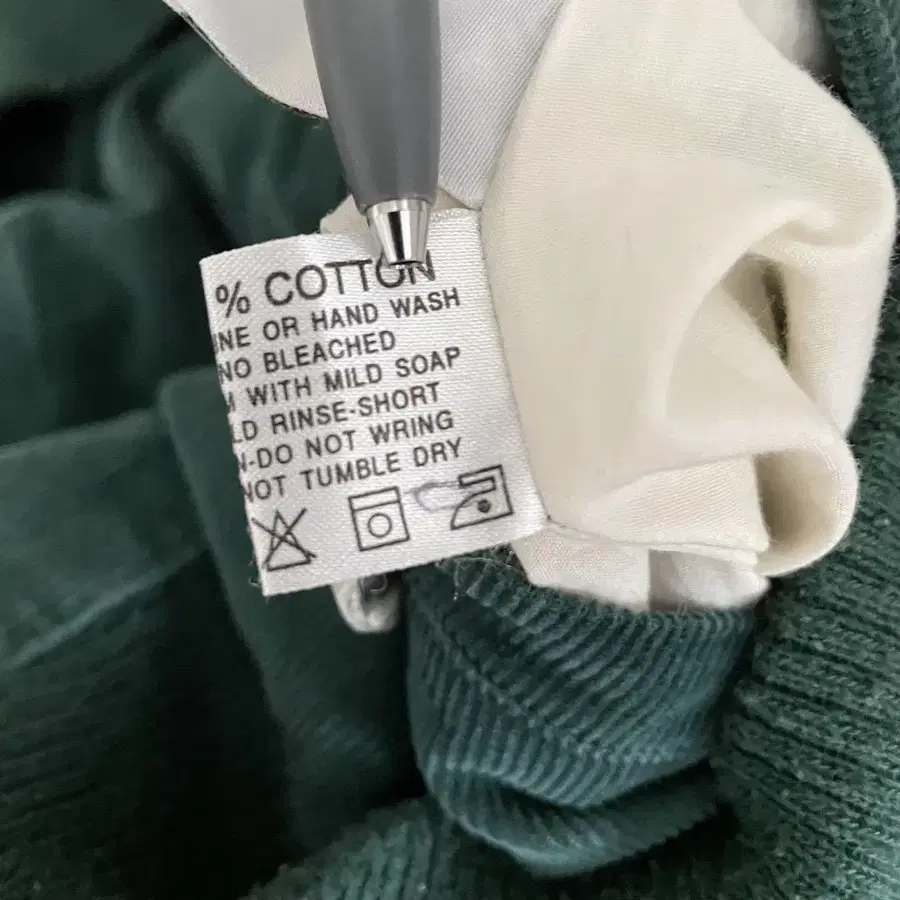 % COTTON
INE OR HAND WASH
NO BLEACHED
M WITH MILD SOAP
LD RINSE-SHORT
N-DO NOT WRING
NOT TUMBLE DRY